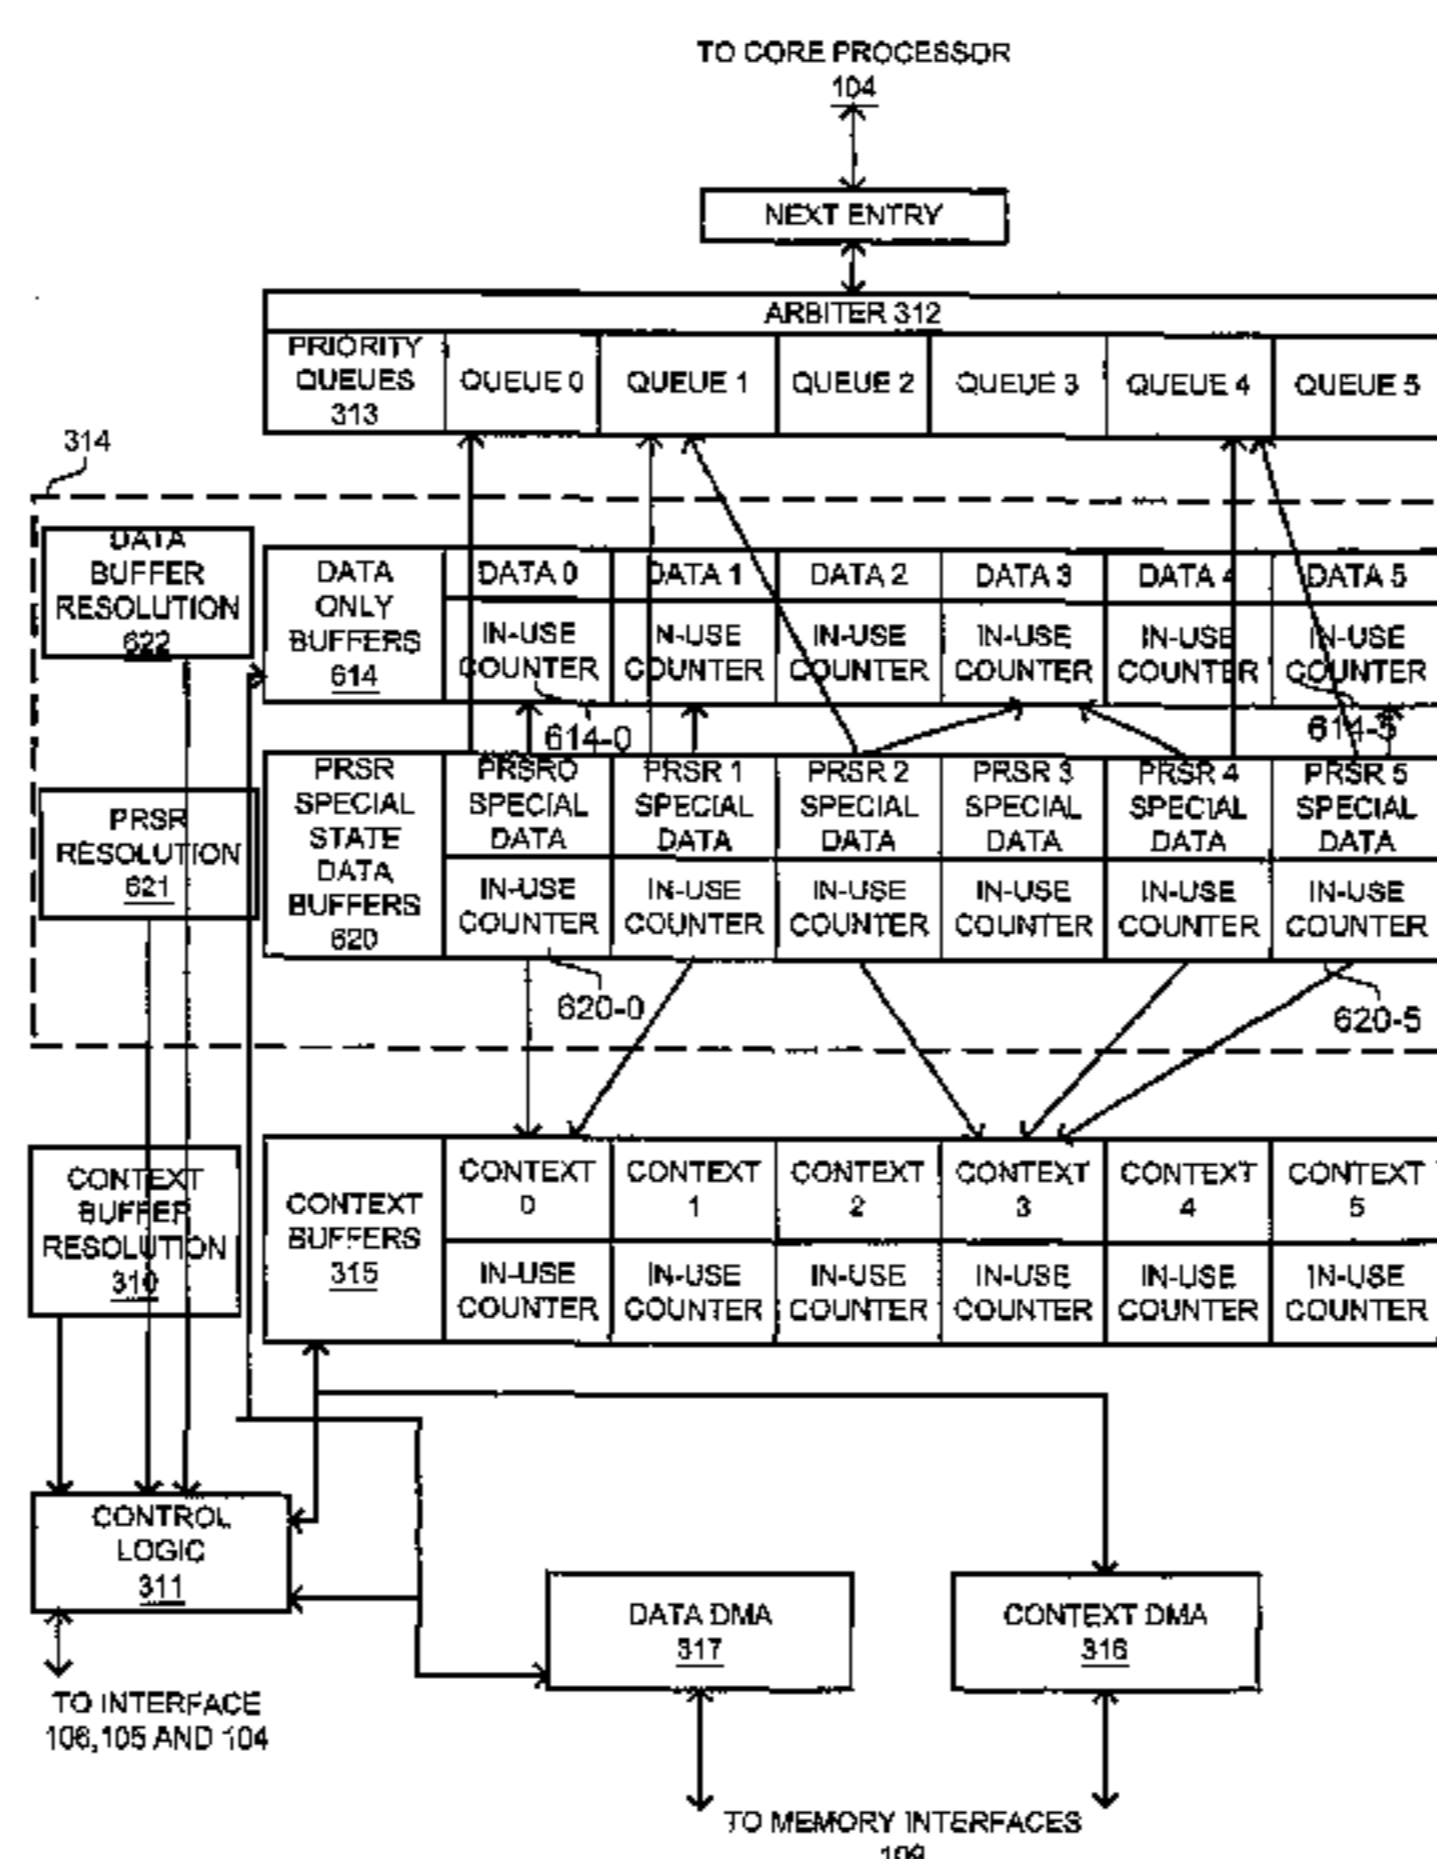 TO CORE PROCESSOR
104
NEXT ENTRY
ARBITER 312
PRIORITY
QUEUES
313
QUEUE 0
QUEUE 1
QUEUE 2
QUEUE 3
QUEUE 4
QUEUE 5
314
DATA
BUFFER
RESOLUTION
622
DATA
ONLY
BUFFERS
614
DATA 0
IN-USE
COUNTER
DATA 1
IN-USE
COUNTER
DATA 2
IN-USE
COUNTER
DATA 3
IN-USE
COUNTER
DATA 4
IN-USE
COUNTER
DATA 5
IN-USE
COUNTER
614-0
614-5
PRSR
RESOLUTION
621
PRSR
SPECIAL
STATE
DATA
BUFFERS
620
PRSR0
SPECIAL
DATA
IN-USE
COUNTER
PRSR 1
SPECIAL
DATA
IN-USE
COUNTER
PRSR 2
SPECIAL
DATA
IN-USE
COUNTER
PRSR 3
SPECIAL
DATA
IN-USE
COUNTER
PRSR 4
SPECIAL
DATA
IN-USE
COUNTER
PRSR 5
SPECIAL
DATA
IN-USE
COUNTER
620-0
620-5
CONTEXT
BUFFER
RESOLUTION
310
CONTEXT
BUFFERS
315
CONTEXT
0
IN-USE
COUNTER
CONTEXT
1
IN-USE
COUNTER
CONTEXT
2
IN-USE
COUNTER
CONTEXT
3
IN-USE
COUNTER
CONTEXT
4
IN-USE
COUNTER
CONTEXT
5
IN-USE
COUNTER
CONTROL
LOGIC
311
DATA DMA
317
CONTEXT DMA
316
TO INTERFACE
106,105 AND 104
TO MEMORY INTERFACES
109